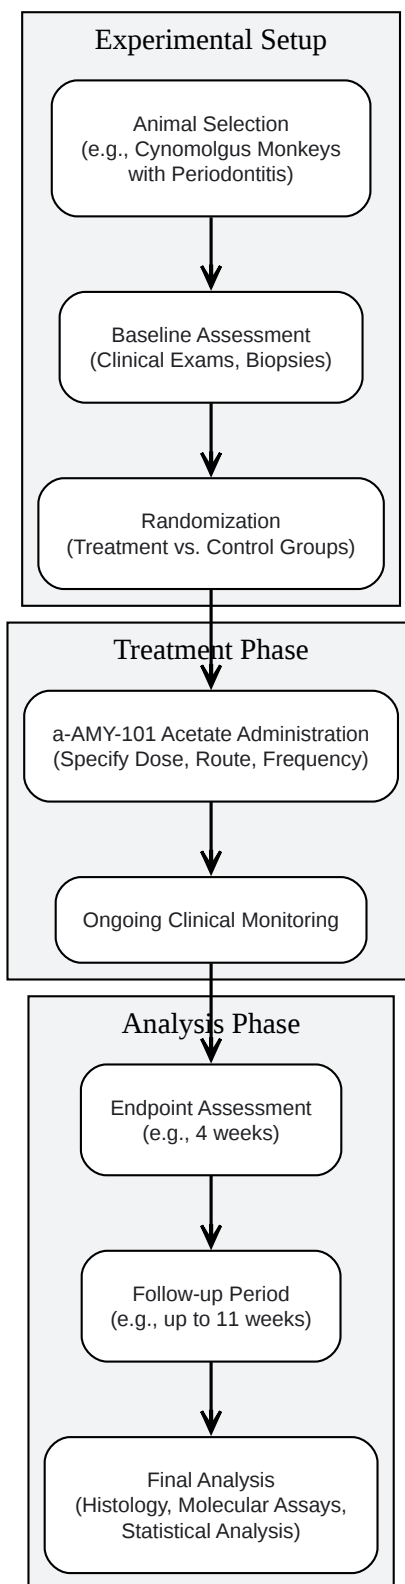 Experimental Setup
Animal Selection
(e.g., Cynomolgus Monkeys
with Periodontitis)
Baseline Assessment
(Clinical Exams, Biopsies)
Randomization
(Treatment vs. Control Groups)
Treatment Phase
a-AMY-101 Acetate Administration
(Specify Dose, Route, Frequency)
Ongoing Clinical Monitoring
Analysis Phase
Endpoint Assessment
(e.g., 4 weeks)
Follow-up Period
(e.g., up to 11 weeks)
Final Analysis
(Histology, Molecular Assays,
Statistical Analysis)